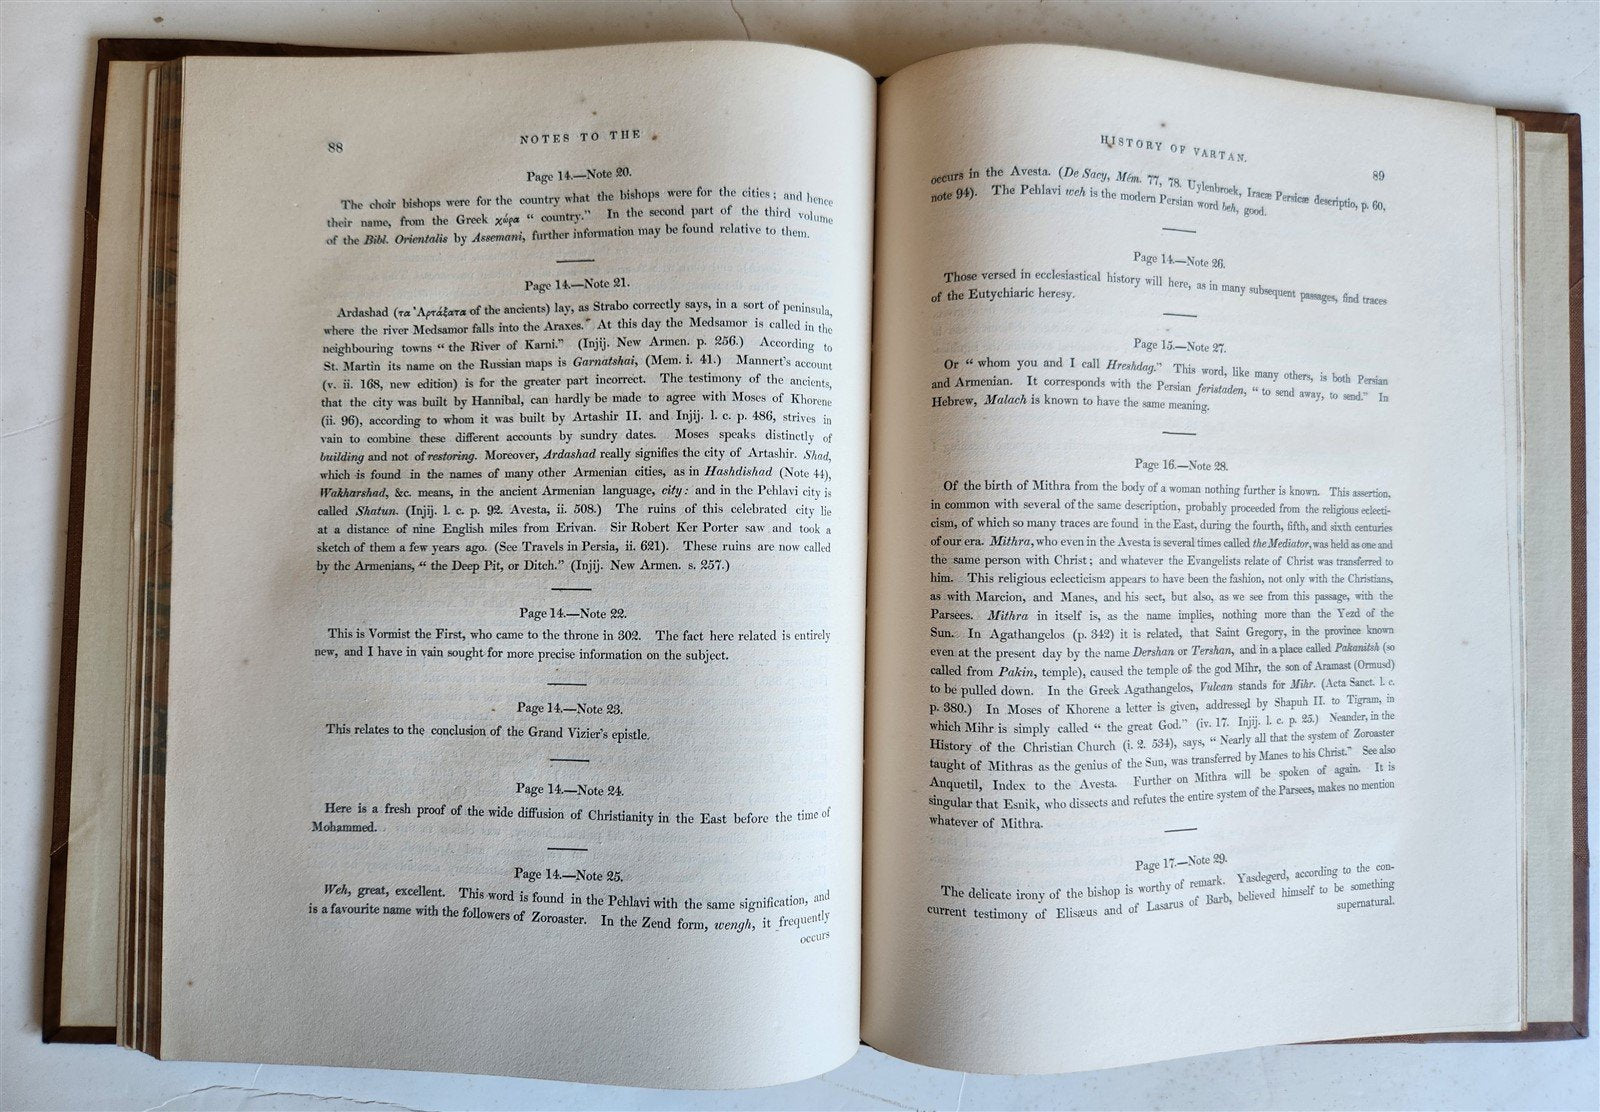 88
NOTES TO THE
Page 14.—Note 20.
The choir bishops were for the country what the bishops were for the cities; and hence
their name, from the Greek χώρα “ country.” In the second part of the third volume
of the Bibl. Orientalis by Assemani, further information may be found relative to them.
Page 14.—Note 21.
Ardashad (τα Ἀρτάξατα of the ancients) lay, as Strabo correctly says, in a sort of peninsula,
where the river Medsamor falls into the Araxes. At this day the Medsamor is called in the
neighbouring towns “ the River of Karni.” (Injij. New Armen. p. 256.) According to
St. Martin its name on the Russian maps is Garnatshai, (Mem. i. 41.) Mannert's account
(v. ii. 168, new edition) is for the greater part incorrect. The testimony of the ancients,
that the city was built by Hannibal, can hardly be made to agree with Moses of Khorene
(ii. 96), according to whom it was built by Artashir II. and Injij. l. c. p. 486, strives in
vain to combine these different accounts by sundry dates. Moses speaks distinctly of
building and not of restoring. Moreover, Ardashad really signifies the city of Artashir. Shad,
which is found in the names of many other Armenian cities, as in Hashdishad (Note 44),
Wakharshad, &c. means, in the ancient Armenian language, city: and in the Pehlavi city is
called Shatun. (Injij. l. c. p. 92. Avesta, ii. 508.) The ruins of this celebrated city lie
at a distance of nine English miles from Erivan. Sir Robert Ker Porter saw and took a
sketch of them a few years ago. (See Travels in Persia, ii. 621). These ruins are now called
by the Armenians, “ the Deep Pit, or Ditch.” (Injij. New Armen. s. 257.)
Page 14.—Note 22.
This is Vormist the First, who came to the throne in 302. The fact here related is entirely
new, and I have in vain sought for more precise information on the subject.
Page 14.—Note 23.
This relates to the conclusion of the Grand Vizier's epistle.
Page 14.—Note 24.
Here is a fresh proof of the wide diffusion of Christianity in the East before the time of
Mohammed.
Page 14.—Note 25.
Weh, great, excellent. This word is found in the Pehlavi with the same signification, and
is a favourite name with the followers of Zoroaster. In the Zend form, wengh, it frequently
occurs
HISTORY OF VARTAN.
89
occurs in the Avesta. (De Sacy, Mém. 77, 78. Uylenbroek, Iracæ Persicæ descriptio, p. 60,
note 94). The Pehlavi weh is the modern Persian word beh, good.
Page 14.—Note 26.
Those versed in ecclesiastical history will here, as in many subsequent passages, find traces
of the Eutychiaric heresy.
Page 15.—Note 27.
Or “ whom you and I call Hreshdag.” This word, like many others, is both Persian
and Armenian. It corresponds with the Persian feristaden, “ to send away, to send.” In
Hebrew, Malach is known to have the same meaning.
Page 16.—Note 28.
Of the birth of Mithra from the body of a woman nothing further is known. This assertion,
in common with several of the same description, probably proceeded from the religious eclecti-
cism, of which so many traces are found in the East, during the fourth, fifth, and sixth centuries
of our era. Mithra, who even in the Avesta is several times called the Mediator, was held as one and
the same person with Christ; and whatever the Evangelists relate of Christ was transferred to
him. This religious eclecticism appears to have been the fashion, not only with the Christians,
as with Marcion, and Manes, and his sect, but also, as we see from this passage, with the
Parsees. Mithra in itself is, as the name implies, nothing more than the Yezd of the
Sun. In Agathangelos (p. 342) it is related, that Saint Gregory, in the province known
even at the present day by the name Dershan or Tershan, and in a place called Pakanitsh (so
called from Pakin, temple), caused the temple of the god Mihr, the son of Aramast (Ormusd)
to be pulled down. In the Greek Agathangelos, Vulcan stands for Mihr. (Acta Sanct. l. c.
p. 380.) In Moses of Khorene a letter is given, addressed by Shapuh II. to Tigram, in
which Mihr is simply called “ the great God.” (iv. 17. Injij. l. c. p. 25.) Neander, in the
History of the Christian Church (i. 2. 534), says, “ Nearly all that the system of Zoroaster
taught of Mithras as the genius of the Sun, was transferred by Manes to his Christ.” See also
Anquetil, Index to the Avesta. Further on Mithra will be spoken of again. It is
singular that Esnik, who dissects and refutes the entire system of the Parsees, makes no mention
whatever of Mithra.
Page 17.—Note 29.
The delicate irony of the bishop is worthy of remark. Yasdegerd, according to the con-
current testimony of Elisæus and of Lasarus of Barb, believed himself to be something
supernatural.